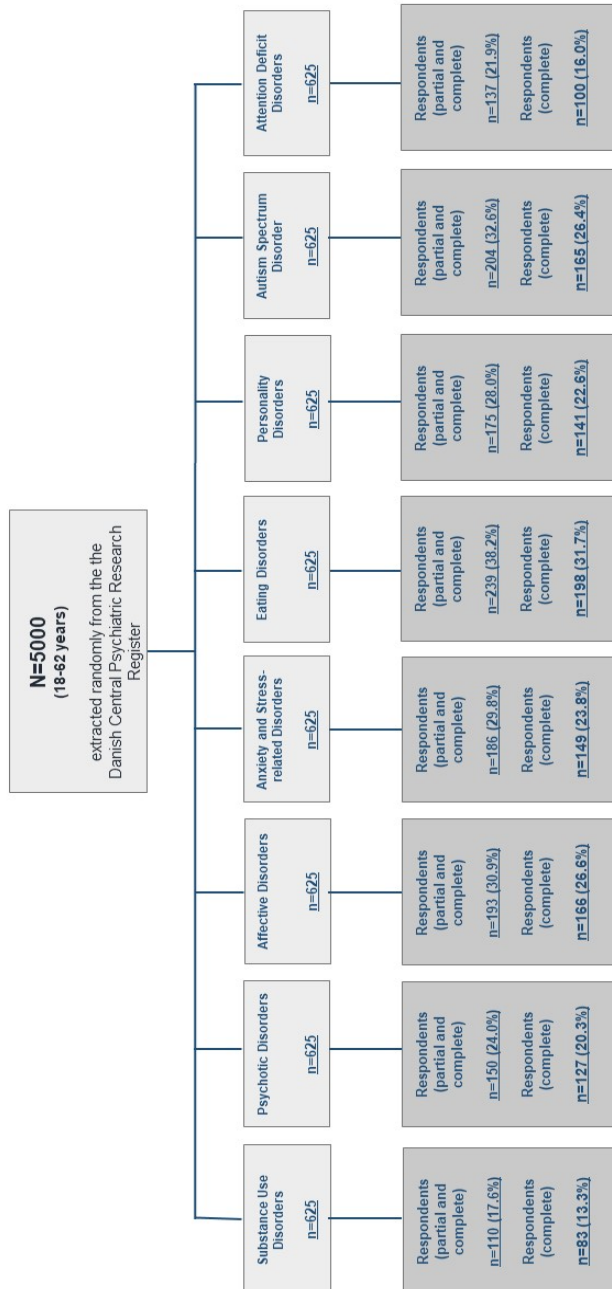 N=5000
(18-62 years)
extracted randomly from the the
Danish Central Psychiatric Research
Register
Substance Use
Disorders
n=625
Psychotic Disorders
n=625
Affective Disorders
n=625
Anxiety and Stress-
related Disorders
n=625
Eating Disorders
n=625
Personality
Disorders
n=625
Autism Spectrum
Disorder
n=625
Attention Deficit
Disorders
n=625
Respondents
(partial and
complete)
n=110 (17.6%)
Respondents
(complete)
n=83 (13.3%)
Respondents
(partial and
complete)
n=150 (24.0%)
Respondents
(complete)
n=127 (20.3%)
Respondents
(partial and
complete)
n=193 (30.9%)
Respondents
(complete)
n=166 (26.6%)
Respondents
(partial and
complete)
n=186 (29.8%)
Respondents
(complete)
n=149 (23.8%)
Respondents
(partial and
complete)
n=239 (38.2%)
Respondents
(complete)
n=198 (31.7%)
Respondents
(partial and
complete)
n=175 (28.0%)
Respondents
(complete)
n=141 (22.6%)
Respondents
(partial and
complete)
n=204 (32.6%)
Respondents
(complete)
n=165 (26.4%)
Respondents
(partial and
complete)
n=137 (21.9%)
Respondents
(complete)
n=100 (16.0%)